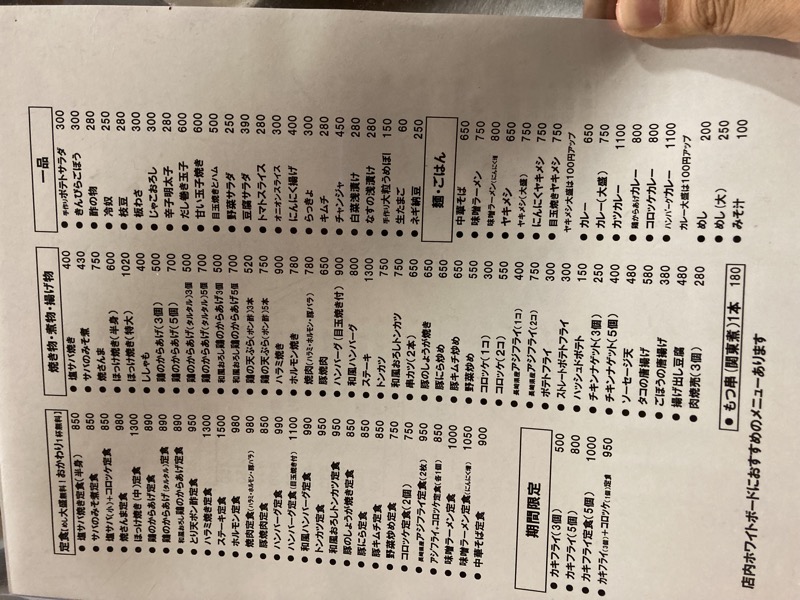 定食【めし大盛無料！おかわり1杯無料】
● 塩サバ焼き定食(半身) 850
● サバのみそ煮定食 850
● 塩サバ(小)+コロッケ定食 850
● 焼さんま定食 980
● ほっけ焼き(中)定食 1300
● 鶏のからあげ定食 890
● 鶏のからあげ(タルタル)定食 890
● 和風おろし鶏のからあげ定食 890
● とり天ポン酢定食 950
● ハラミ焼き定食 1300
● ステーキ定食 1500
● ホルモン定食 980
● 焼肉定食(ハラミ・ホルモン・豚バラ) 980
● 豚焼肉定食 850
● ハンバーグ定食 990
● ハンバーグ定食(目玉焼き付) 1100
● 和風ハンバーグ定食 990
● トンカツ定食 950
● 和風おろしトンカツ定食 950
● 豚のしょうが焼き定食 850
● 豚にら定食 850
● 豚キムチ定食 850
● 野菜炒め定食 750
● コロッケ定食(2個) 750
● 長崎県産アジフライ定食(2枚) 950
● アジフライ+コロッケ定食(各1個) 850
● 味噌ラーメン定食 1000
● 味噌ラーメン定食(にんにく増) 1050
● 中華そば定食 900
期間限定
● カキフライ(3個) 500
● カキフライ(5個) 800
● カキフライ定食(5個) 1000
● カキフライ(3個)+コロッケ(1個)定食 950
焼き物・煮物・揚げ物
● 塩サバ焼き 400
● サバのみそ煮 430
● 焼さんま 750
● ほっけ焼き(半身) 600
● ほっけ焼き(特大) 1020
● ししゃも 400
● 鶏のからあげ(3個) 500
● 鶏のからあげ(5個) 700
● 鶏のからあげ(タルタル)3個 500
● 鶏のからあげ(タルタル)5個 700
● 和風おろし鶏のからあげ3個 500
● 和風おろし鶏のからあげ5個 700
● 鶏の天ぷら(ポン酢)3本 520
● 鶏の天ぷら(ポン酢)5本 750
● ハラミ焼き 900
● ホルモン焼き 780
● 焼肉(ハラミ・ホルモン・豚バラ) 780
● 豚焼肉 650
● ハンバーグ(目玉焼き付) 900
● 和風ハンバーグ 800
● ステーキ 1300
● トンカツ 750
● 和風おろしトンカツ 750
● 串カツ(2本) 650
● 豚のしょうが焼き 650
● 豚にら炒め 650
● 豚キムチ炒め 650
● 野菜炒め 550
● コロッケ(1コ) 300
● コロッケ(2コ) 550
● 長崎県産アジフライ(1コ) 400
● 長崎県産アジフライ(2コ) 750
● ポテトフライ 300
● ストレートポテトフライ 300
● ハッシュドポテト 150
● チキンナゲット(3個) 250
● チキンナゲット(5個) 400
● ソーセージ天 480
● タコの唐揚げ 580
● ごぼうの唐揚げ 380
● 揚げ出し豆腐 480
● 肉焼売(3個) 280
● もつ串(関東煮)1本 180
一品
● 手作りポテトサラダ 300
● きんぴらごぼう 300
● 酢の物 280
● 冷奴 250
● 枝豆 280
● 板わさ 300
● じゃこおろし 300
● 辛子明太子 280
● だし巻き玉子 600
● 甘い玉子焼き 600
● 目玉焼きとハム 500
● 野菜サラダ 250
● 豆腐サラダ 390
● トマトスライス 280
● オニオンスライス 300
● にんにく揚げ 400
● らっきょ 300
● キムチ 280
● チャンジャ 450
● 白菜浅漬け 280
● なすの浅漬け 280
● 手作り大粒うめぼし 150
● 生たまご 60
● ネギ納豆 250
麺・ごはん
● 中華そば 650
● 味噌ラーメン 750
● 味噌ラーメン(にんにく増) 800
● ヤキメシ 650
● ヤキメシ(大盛) 750
● にんにくヤキメシ 750
● 目玉焼きヤキメシ 750
ヤキメシ大盛は100円アップ
● カレー 650
● カレー(大盛) 750
● カツカレー 1100
● 鶏からあげカレー 800
● コロッケカレー 800
● ハンバーグカレー 1100
カレー大盛は100円アップ
● めし 200
● めし(大) 250
● みそ汁 100
店内ホワイトボードにおすすめのメニューあります